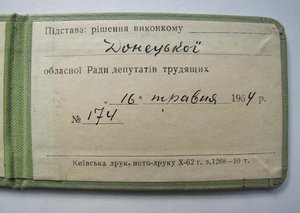 Підстава: рішення виконкому
Донецької
обласної Ради депутатів трудящих
16 травня 1964 р.
№ 174
Київська друк. ното-друку X-62 г. з.1268—10 т.